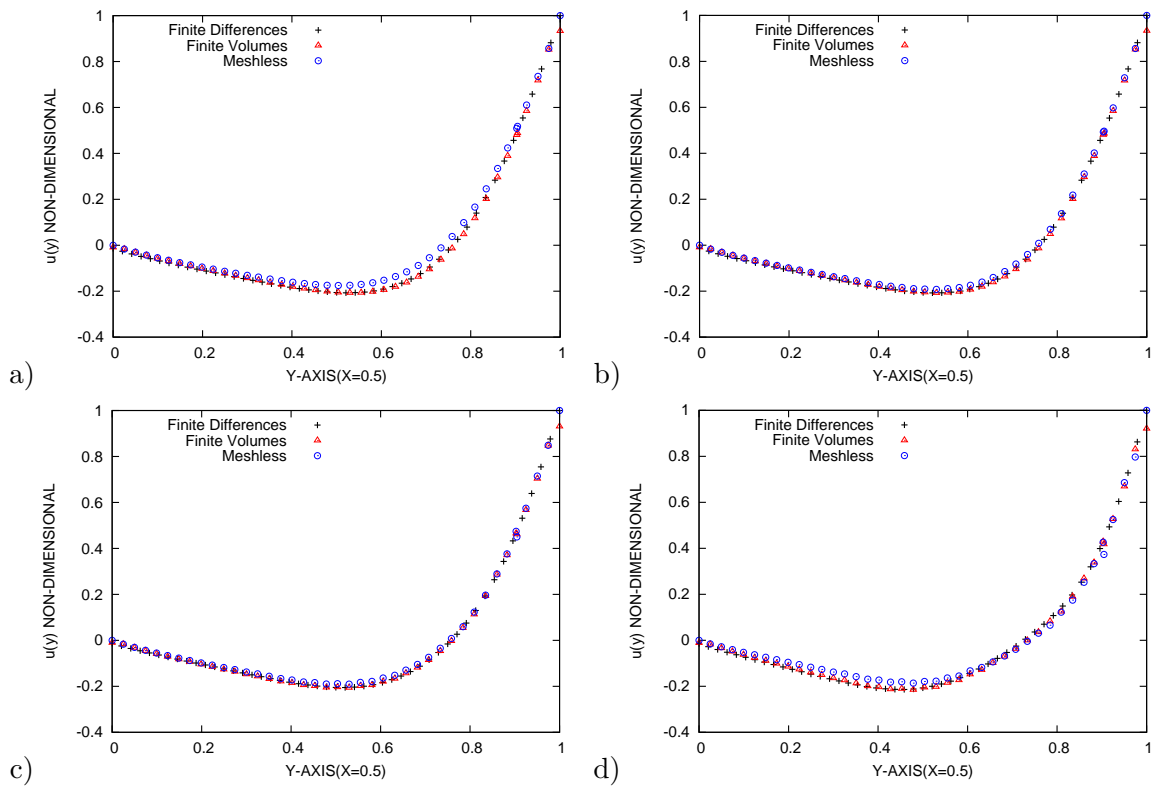 1
0.8
0.6
0.4
0.2
0
-0.2
-0.4
u(y) NON-DIMENSIONAL
Finite Differences
Finite Volumes
Meshless
0 0.2 0.4 0.6 0.8 1
Y-AXIS(X=0.5)
a)
1
0.8
0.6
0.4
0.2
0
-0.2
-0.4
u(y) NON-DIMENSIONAL
Finite Differences
Finite Volumes
Meshless
0 0.2 0.4 0.6 0.8 1
Y-AXIS(X=0.5)
b)
1
0.8
0.6
0.4
0.2
0
-0.2
-0.4
u(y) NON-DIMENSIONAL
Finite Differences
Finite Volumes
Meshless
0 0.2 0.4 0.6 0.8 1
Y-AXIS(X=0.5)
c)
1
0.8
0.6
0.4
0.2
0
-0.2
-0.4
u(y) NON-DIMENSIONAL
Finite Differences
Finite Volumes
Meshless
0 0.2 0.4 0.6 0.8 1
Y-AXIS(X=0.5)
d)